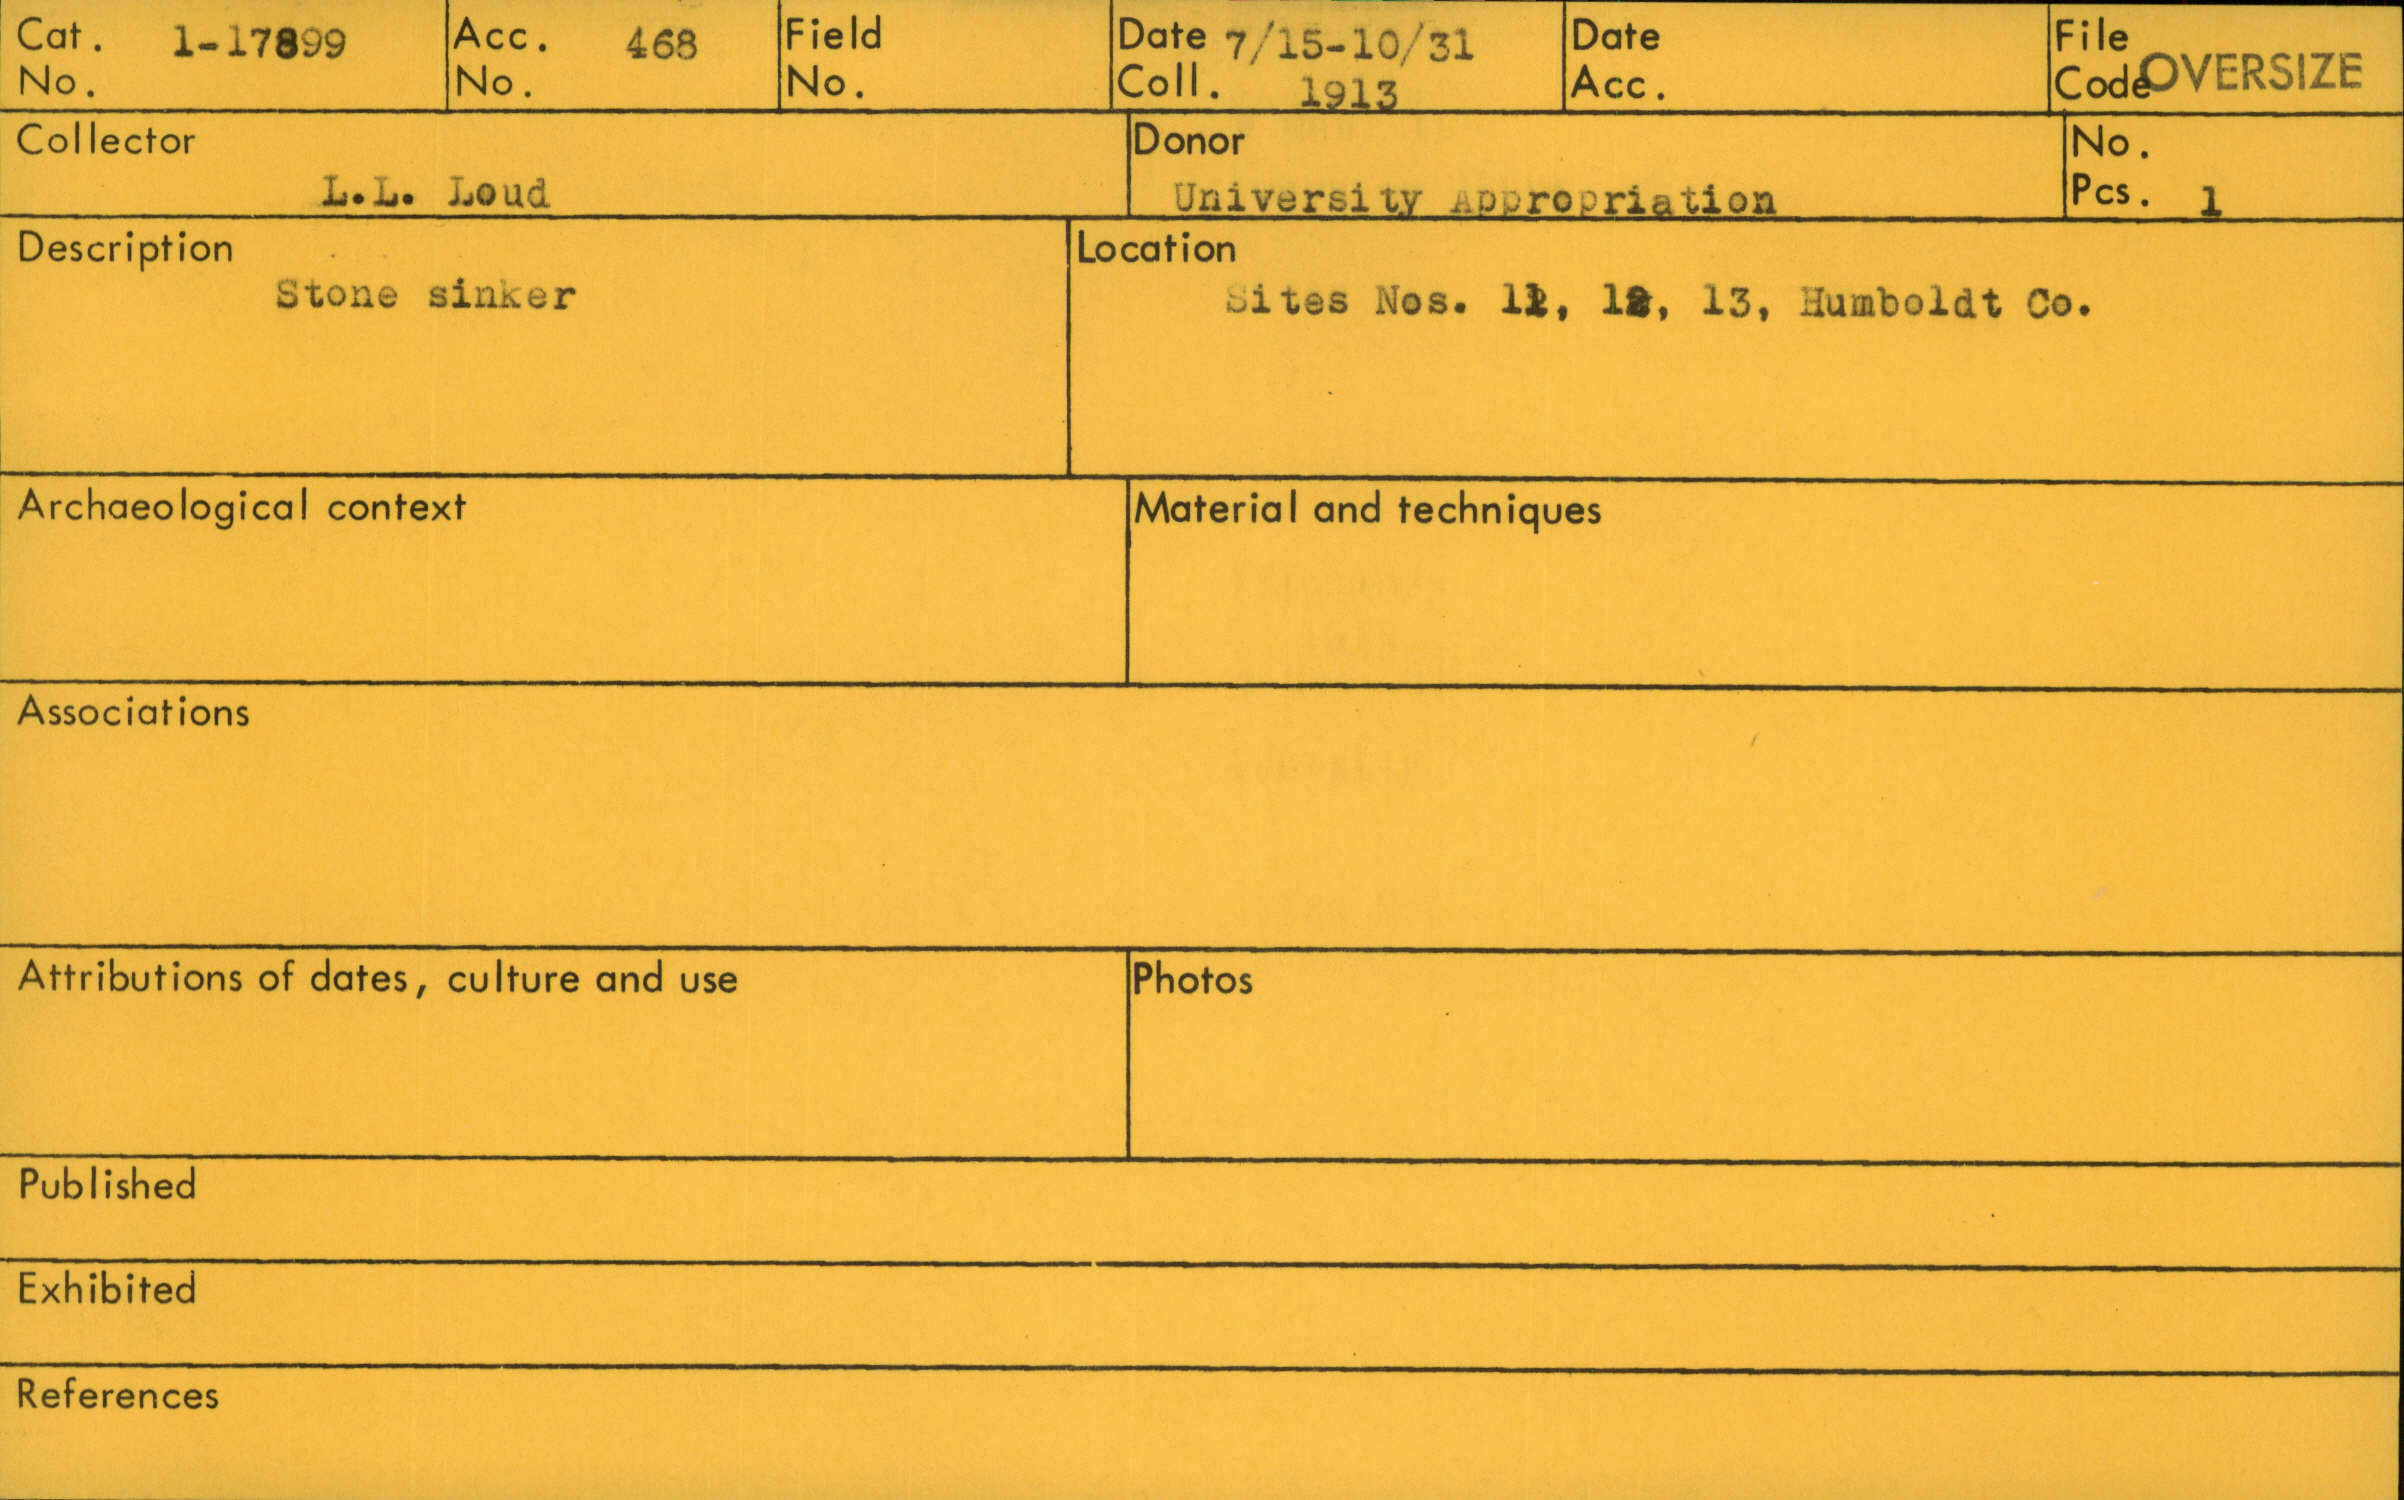 Cat. No. 1-17899
Acc. No. 468
Field No.
Date Coll. 7/15-10/31 1913
Date Acc.
File Code OVERSIZE
Collector
L.L. Loud
Donor
University Appropriation
No. Pcs. 1
Description
Stone sinker
Location
Sites Nos. 11, 12, 13, Humboldt Co.
Archaeological context
Material and techniques
Associations
Attributions of dates, culture and use
Photos
Published
Exhibited
References